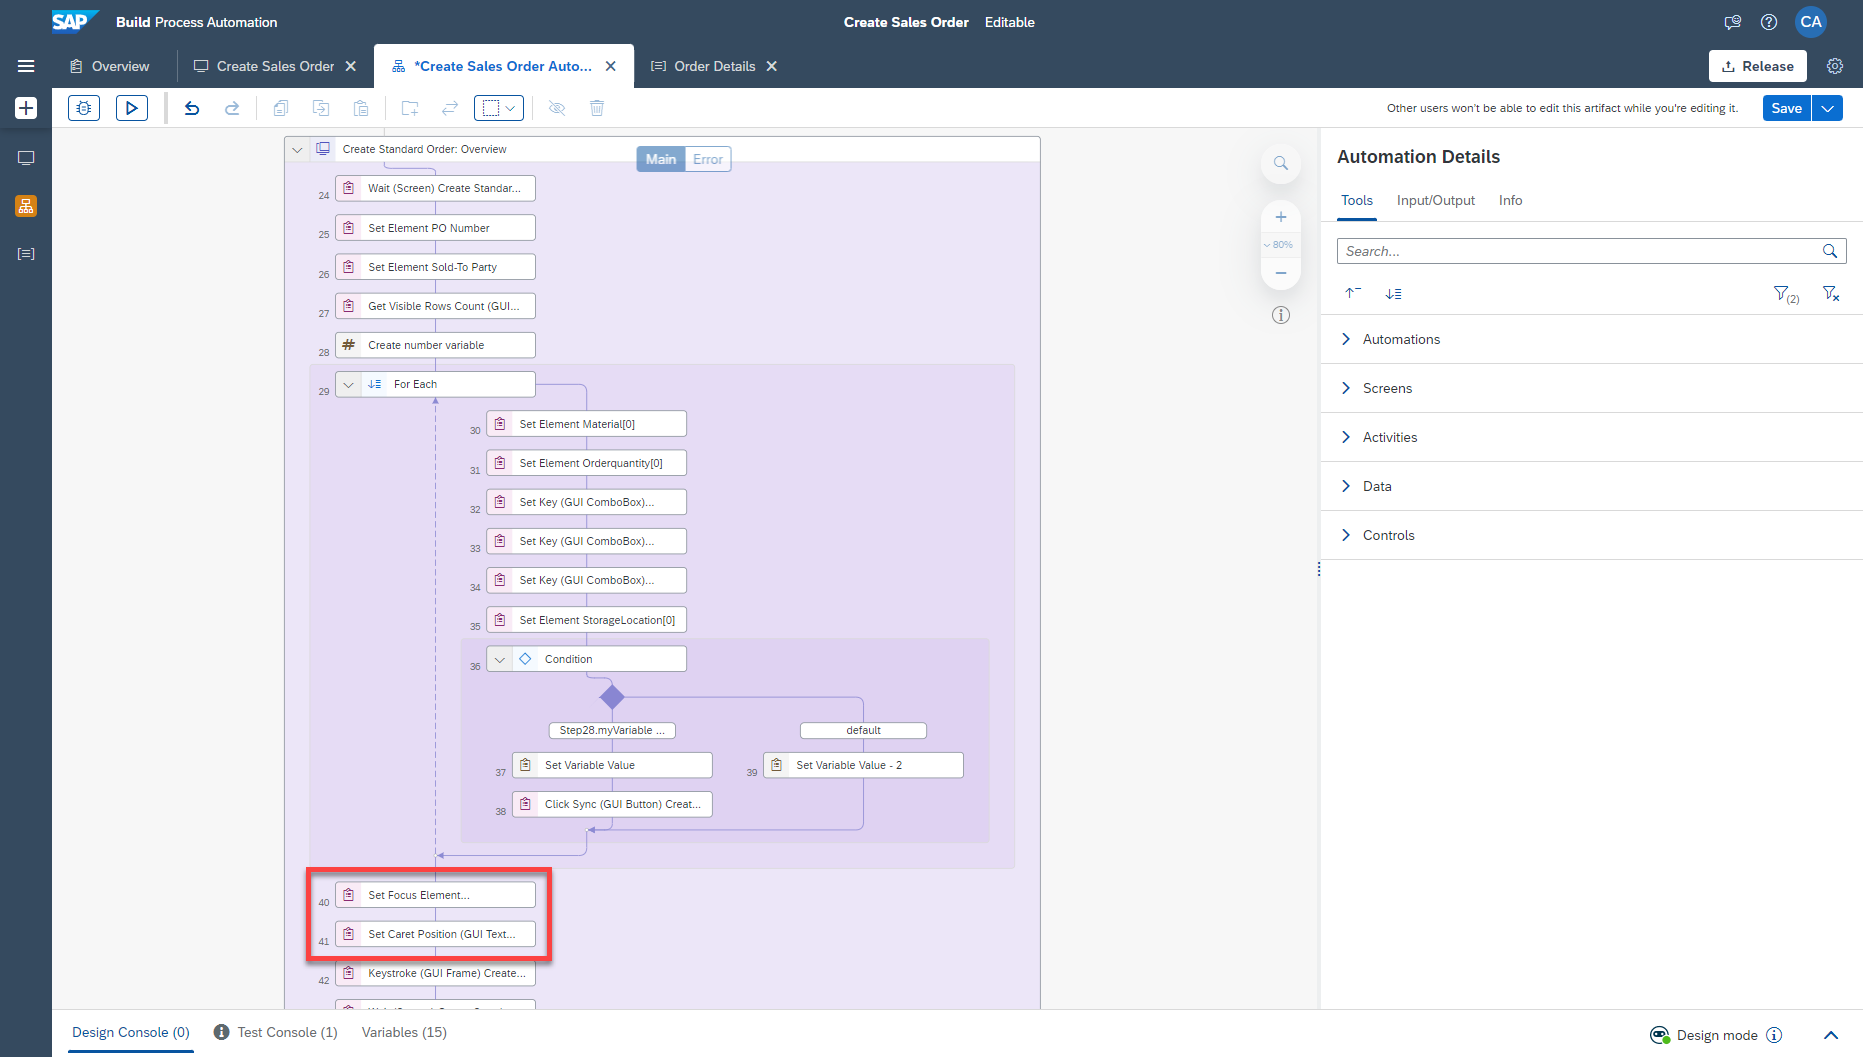 SAP Build Process Automation
Create Sales Order Editable
CA
Overview
Create Sales Order
*Create Sales Order Auto...
Order Details
Release
Other users won't be able to edit this artifact while you're editing it.
Save
Create Standard Order: Overview
Main Error
24 Wait (Screen) Create Standar...
25 Set Element PO Number
26 Set Element Sold-To Party
27 Get Visible Rows Count (GUI...
28 # Create number variable
29 For Each
30 Set Element Material[0]
31 Set Element Orderquantity[0]
32 Set Key (GUI ComboBox)...
33 Set Key (GUI ComboBox)...
34 Set Key (GUI ComboBox)...
35 Set Element StorageLocation[0]
36 Condition
Step28.myVariable ...
default
37 Set Variable Value
39 Set Variable Value - 2
38 Click Sync (GUI Button) Creat...
40 Set Focus Element...
41 Set Caret Position (GUI Text...
42 Keystroke (GUI Frame) Create...
80%
Automation Details
Tools Input/Output Info
Search...
(2)
Automations
Screens
Activities
Data
Controls
Design Console (0) Test Console (1) Variables (15)
Design mode